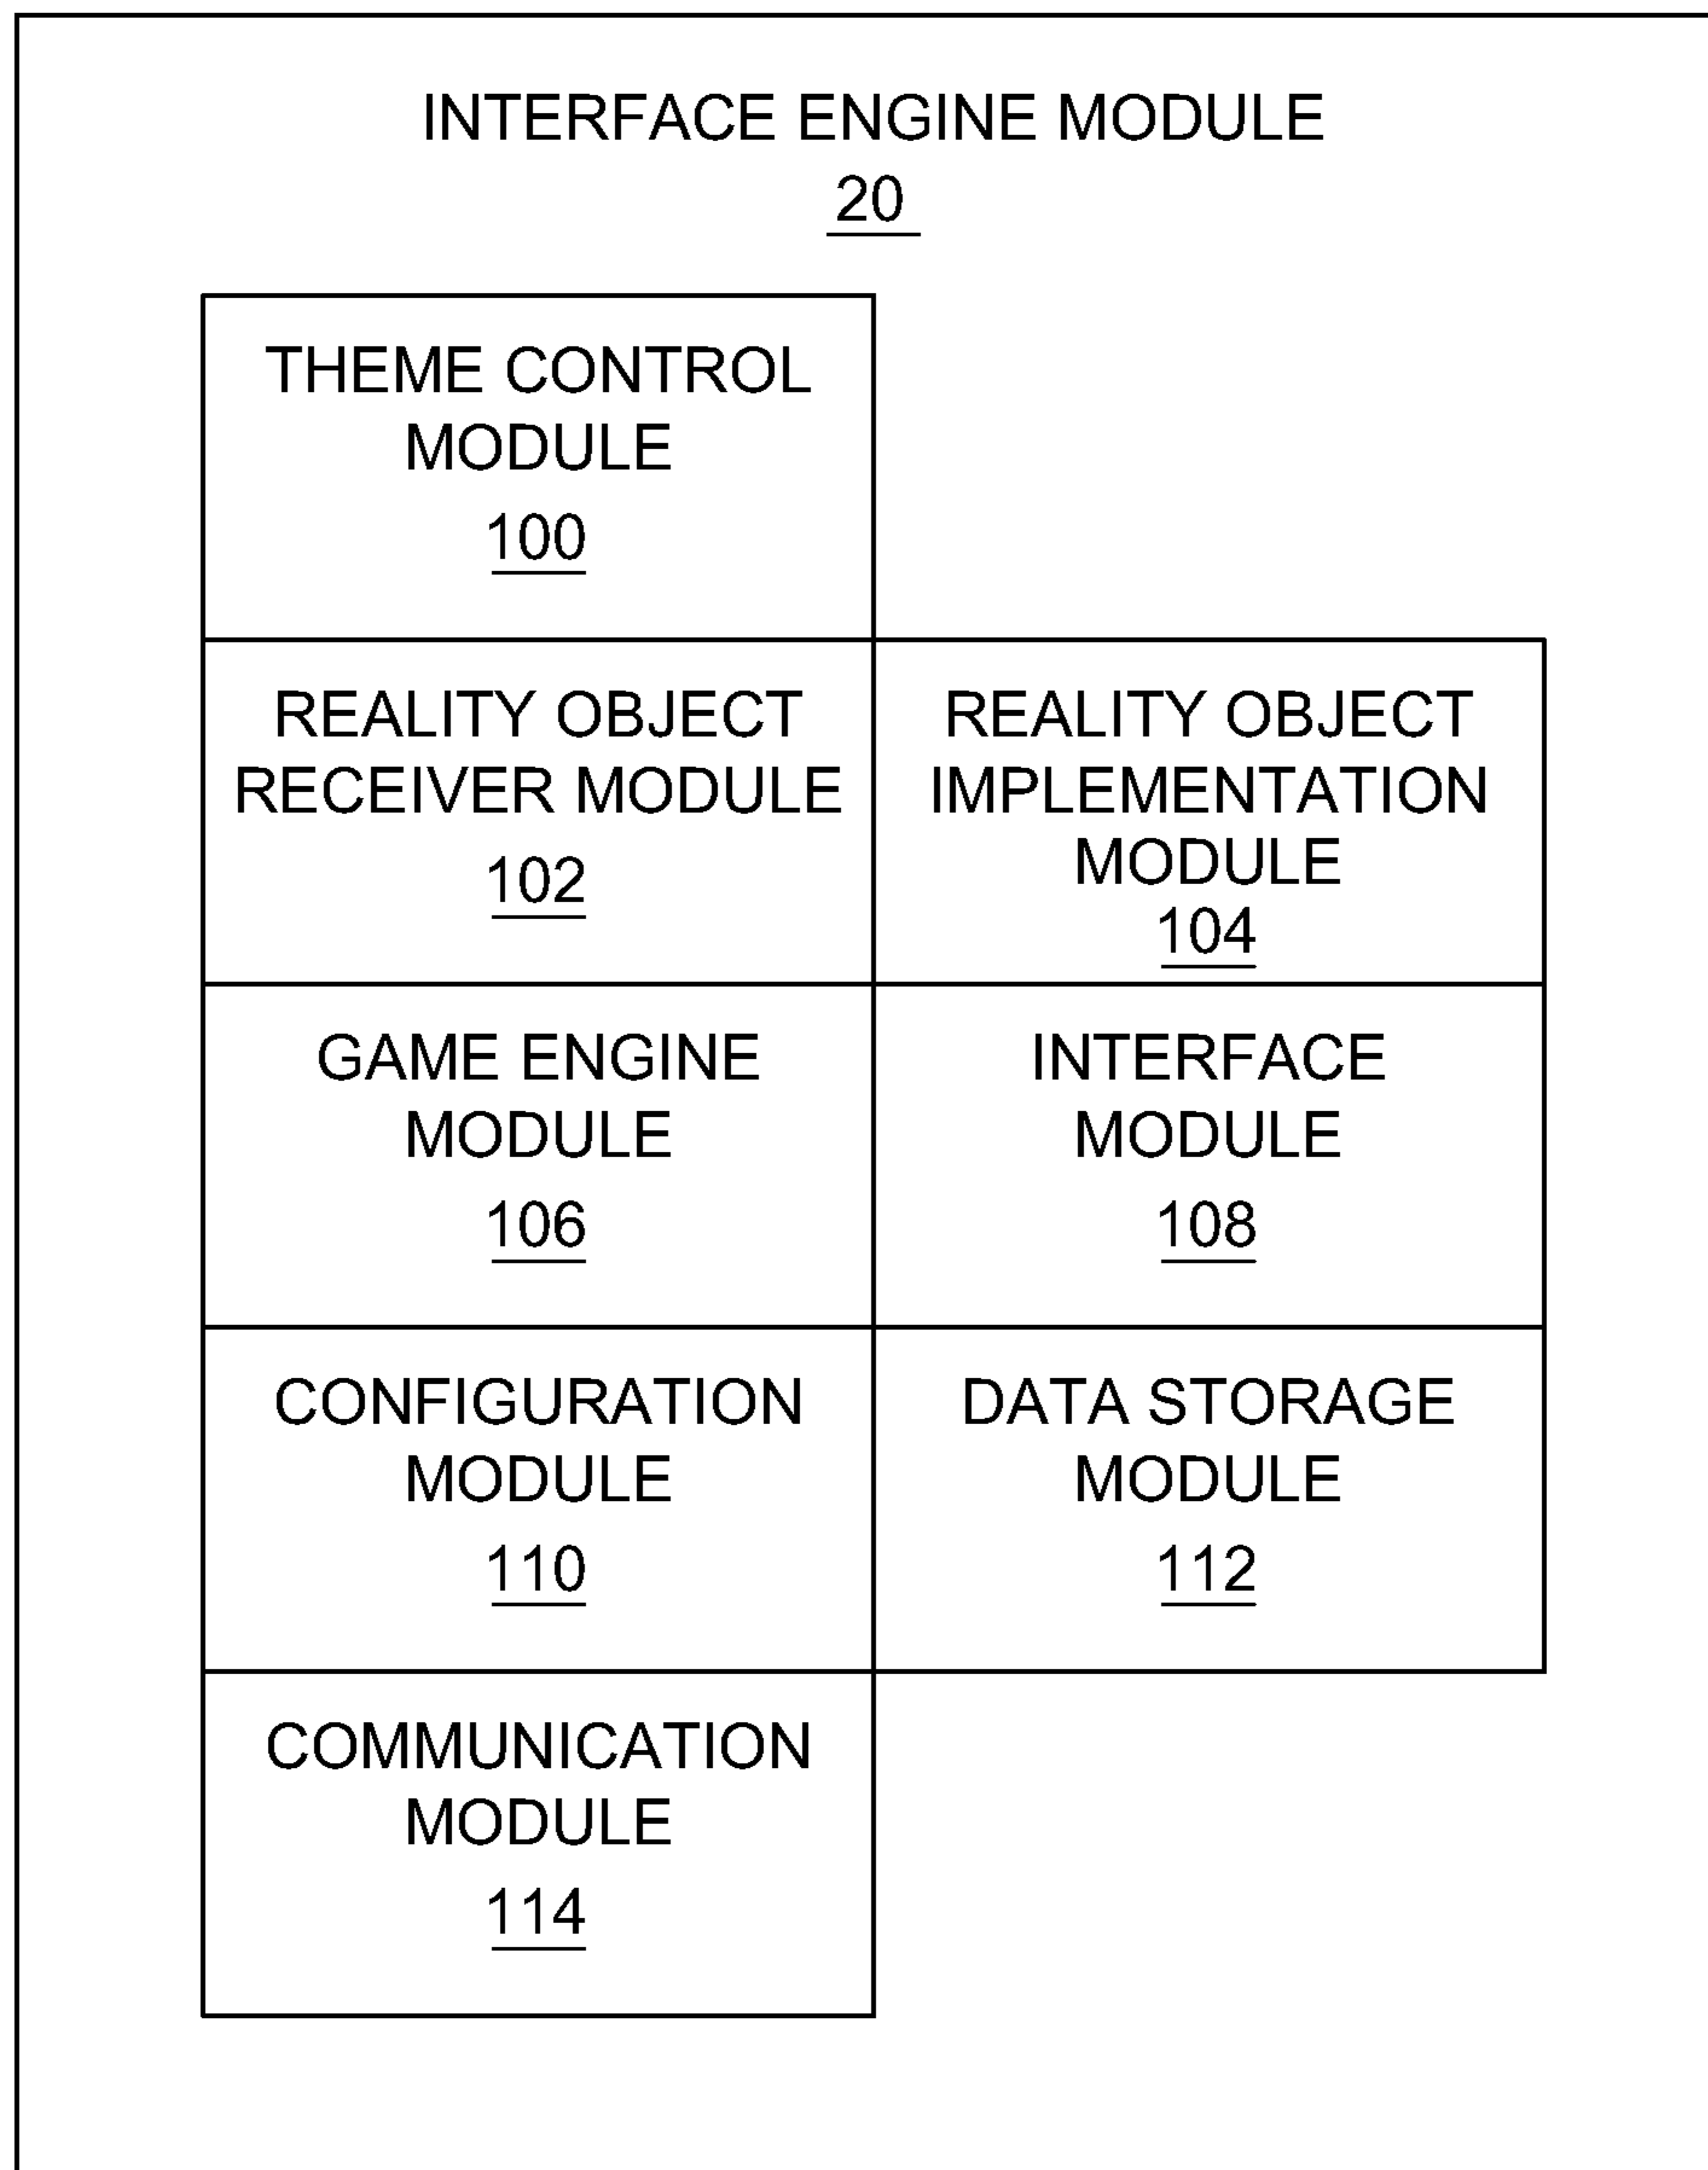 INTERFACE ENGINE MODULE
20
THEME CONTROL
MODULE
100
REALITY OBJECT
RECEIVER MODULE
102
REALITY OBJECT
IMPLEMENTATION
MODULE
104
GAME ENGINE
MODULE
106
INTERFACE
MODULE
108
CONFIGURATION
MODULE
110
DATA STORAGE
MODULE
112
COMMUNICATION
MODULE
114